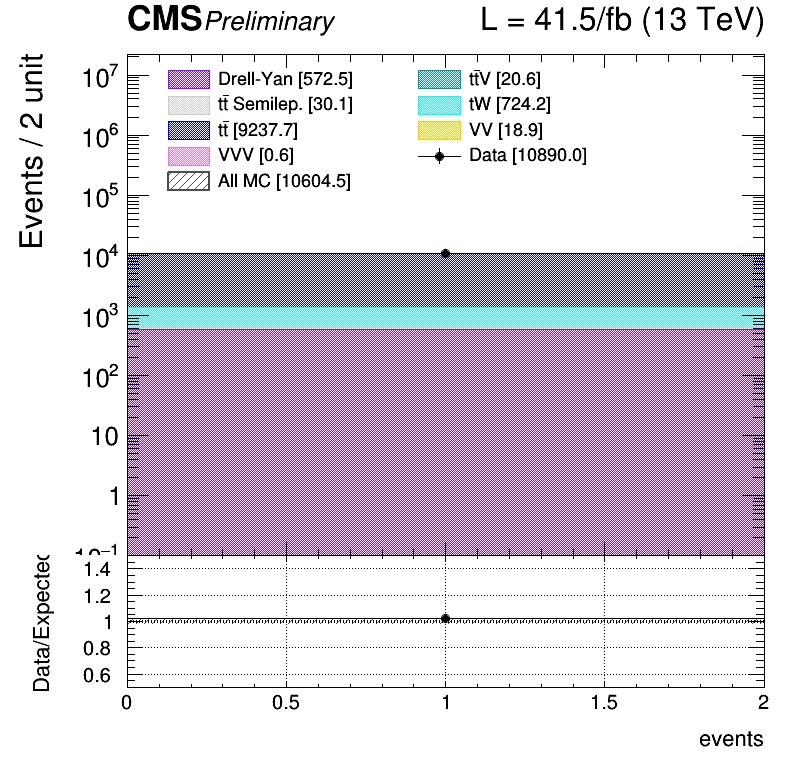 CMS Preliminary L = 41.5/fb (13 TeV)
Events / 2 unit
Drell-Yan [572.5]
tt̄ Semilep. [30.1]
tt̄ [9237.7]
VVV [0.6]
All MC [10604.5]
tt̄V [20.6]
tW [724.2]
VV [18.9]
Data [10890.0]
10⁷
10⁶
10⁵
10⁴
10³
10²
10
1
10⁻¹
Data/Expected
1.4
1.2
1
0.8
0.6
0 0.5 1 1.5 2
events